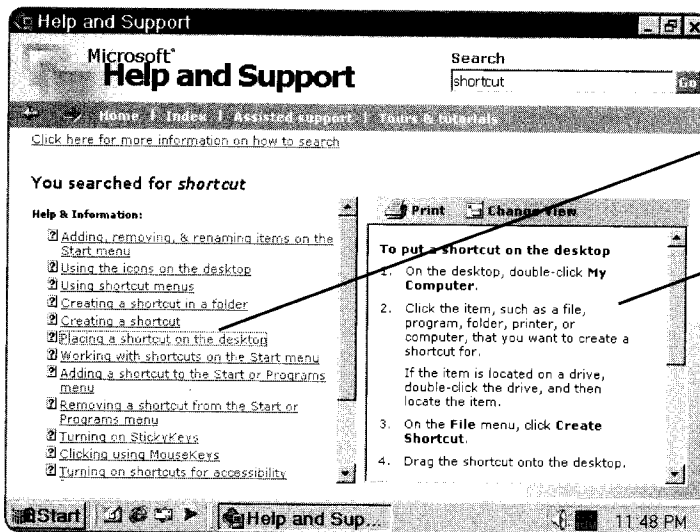 Help and Support
Microsoft
Help and Support
Search
shortcut
Go
Home | Index | Assisted support | Tours & tutorials
Click here for more information on how to search
You searched for shortcut
Help & Information:
Adding, removing, & renaming items on the
Start menu
Using the icons on the desktop
Using shortcut menus
Creating a shortcut in a folder
Creating a shortcut
Placing a shortcut on the desktop
Working with shortcuts on the Start menu
Adding a shortcut to the Start or Programs
menu
Removing a shortcut from the Start or
Programs menu
Turning on StickyKeys
Clicking using MouseKeys
Turning on shortcuts for accessibility
Print Change View
To put a shortcut on the desktop
1. On the desktop, double-click My
Computer.
2. Click the item, such as a file,
program, folder, printer, or
computer, that you want to create a
shortcut for.
If the item is located on a drive,
double-click the drive, and then
locate the item.
3. On the File menu, click Create
Shortcut.
4. Drag the shortcut onto the desktop.
Start
Help and Sup...
11:48 PM